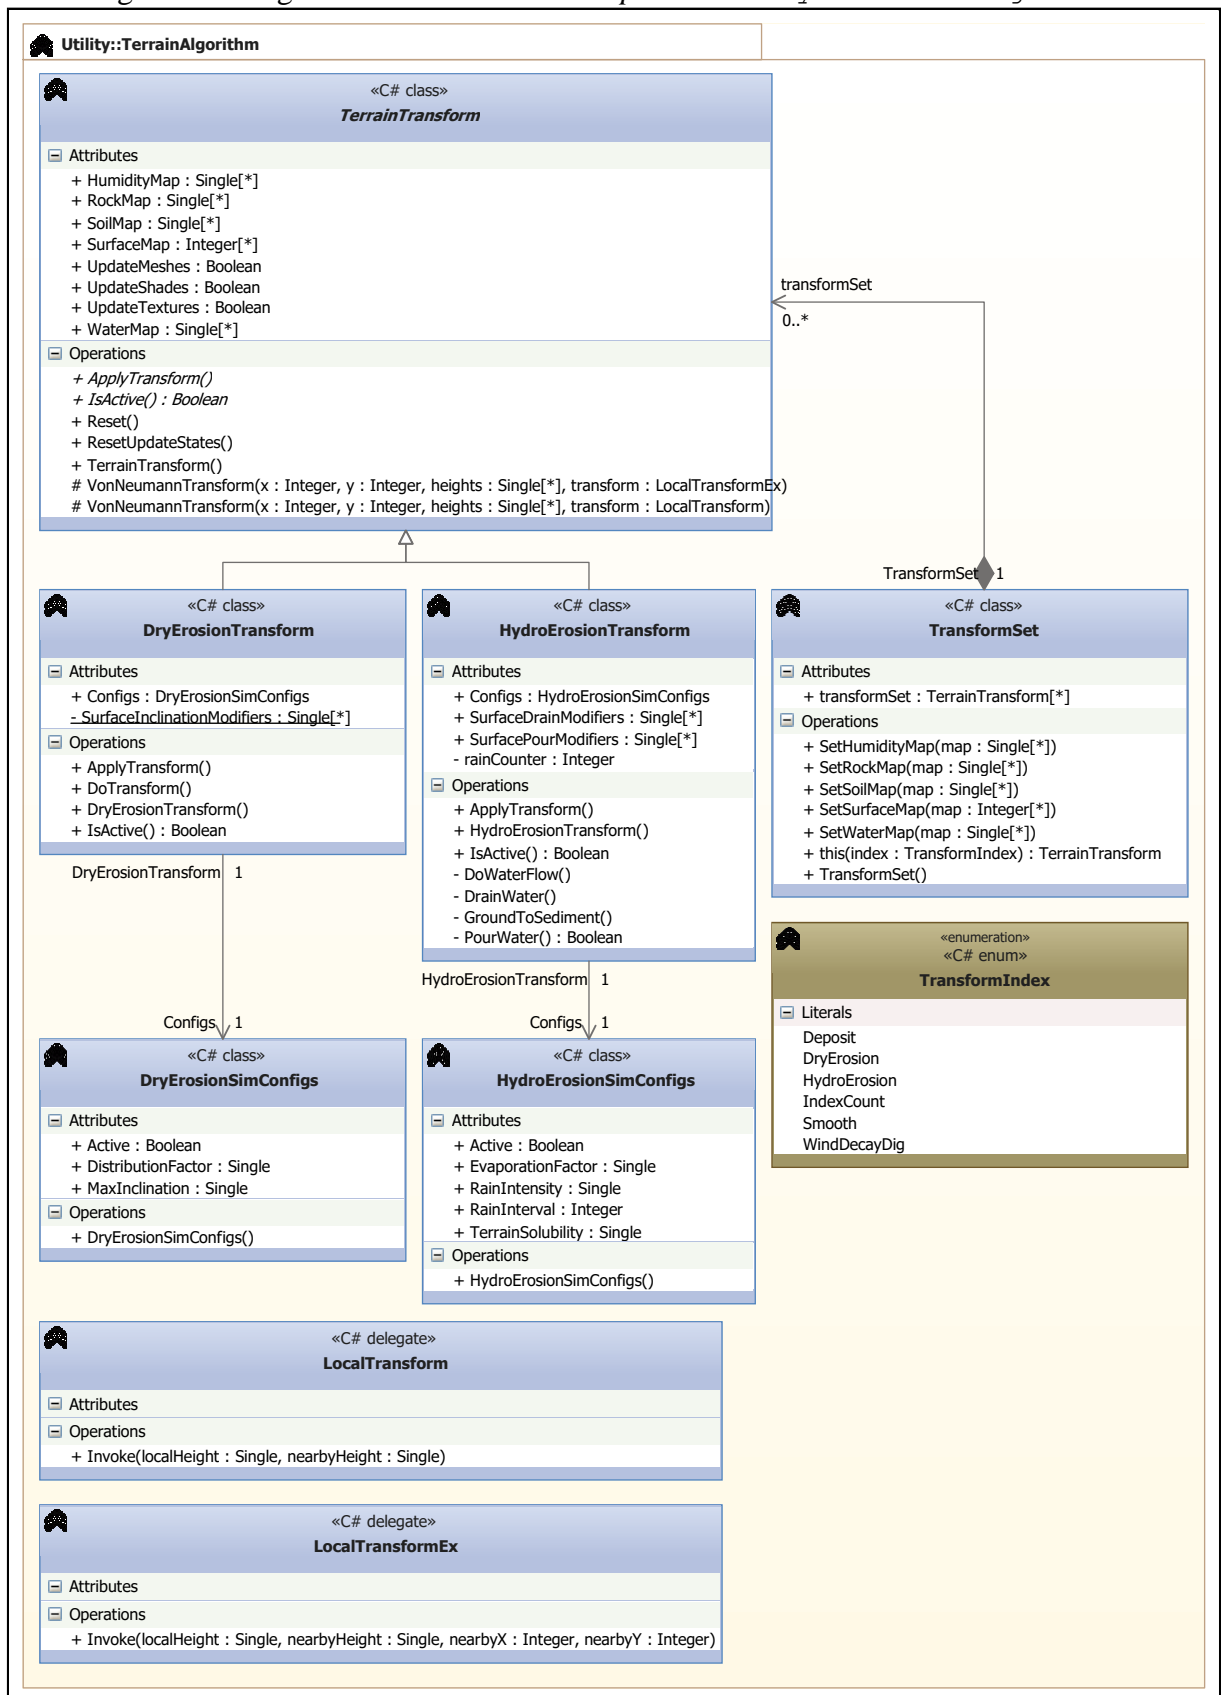 Utility::TerrainAlgorithm
«C# class»
TerrainTransform
Attributes
+ HumidityMap : Single[*]
+ RockMap : Single[*]
+ SoilMap : Single[*]
+ SurfaceMap : Integer[*]
+ UpdateMeshes : Boolean
+ UpdateShades : Boolean
+ UpdateTextures : Boolean
+ WaterMap : Single[*]
Operations
+ ApplyTransform()
+ IsActive() : Boolean
+ Reset()
+ ResetUpdateStates()
+ TerrainTransform()
# VonNeumannTransform(x : Integer, y : Integer, heights : Single[*], transform : LocalTransformEx)
# VonNeumannTransform(x : Integer, y : Integer, heights : Single[*], transform : LocalTransform)
transformSet
0..*
TransformSet 1
«C# class»
DryErosionTransform
Attributes
+ Configs : DryErosionSimConfigs
- SurfaceInclinationModifiers : Single[*]
Operations
+ ApplyTransform()
+ DoTransform()
+ DryErosionTransform()
+ IsActive() : Boolean
DryErosionTransform 1
Configs 1
«C# class»
HydroErosionTransform
Attributes
+ Configs : HydroErosionSimConfigs
+ SurfaceDrainModifiers : Single[*]
+ SurfacePourModifiers : Single[*]
- rainCounter : Integer
Operations
+ ApplyTransform()
+ HydroErosionTransform()
+ IsActive() : Boolean
- DoWaterFlow()
- DrainWater()
- GroundToSediment()
- PourWater() : Boolean
HydroErosionTransform 1
Configs 1
«C# class»
TransformSet
Attributes
+ transformSet : TerrainTransform[*]
Operations
+ SetHumidityMap(map : Single[*])
+ SetRockMap(map : Single[*])
+ SetSoilMap(map : Single[*])
+ SetSurfaceMap(map : Integer[*])
+ SetWaterMap(map : Single[*])
+ this(index : TransformIndex) : TerrainTransform
+ TransformSet()
«enumeration»
«C# enum»
TransformIndex
Literals
Deposit
DryErosion
HydroErosion
IndexCount
Smooth
WindDecayDig
«C# class»
DryErosionSimConfigs
Attributes
+ Active : Boolean
+ DistributionFactor : Single
+ MaxInclination : Single
Operations
+ DryErosionSimConfigs()
«C# class»
HydroErosionSimConfigs
Attributes
+ Active : Boolean
+ EvaporationFactor : Single
+ RainIntensity : Single
+ RainInterval : Integer
+ TerrainSolubility : Single
Operations
+ HydroErosionSimConfigs()
«C# delegate»
LocalTransform
Attributes
Operations
+ Invoke(localHeight : Single, nearbyHeight : Single)
«C# delegate»
LocalTransformEx
Attributes
Operations
+ Invoke(localHeight : Single, nearbyHeight : Single, nearbyX : Integer, nearbyY : Integer)